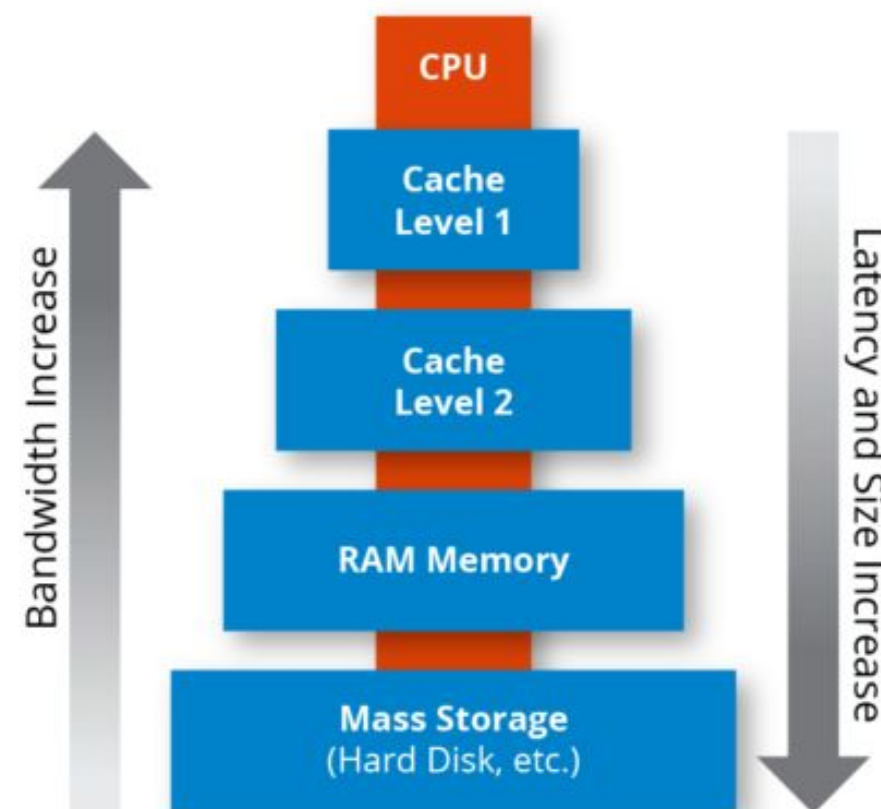 CPU
Cache
Level 1
Cache
Level 2
RAM Memory
Mass Storage
(Hard Disk, etc.)
Bandwidth Increase
Latency and Size Increase